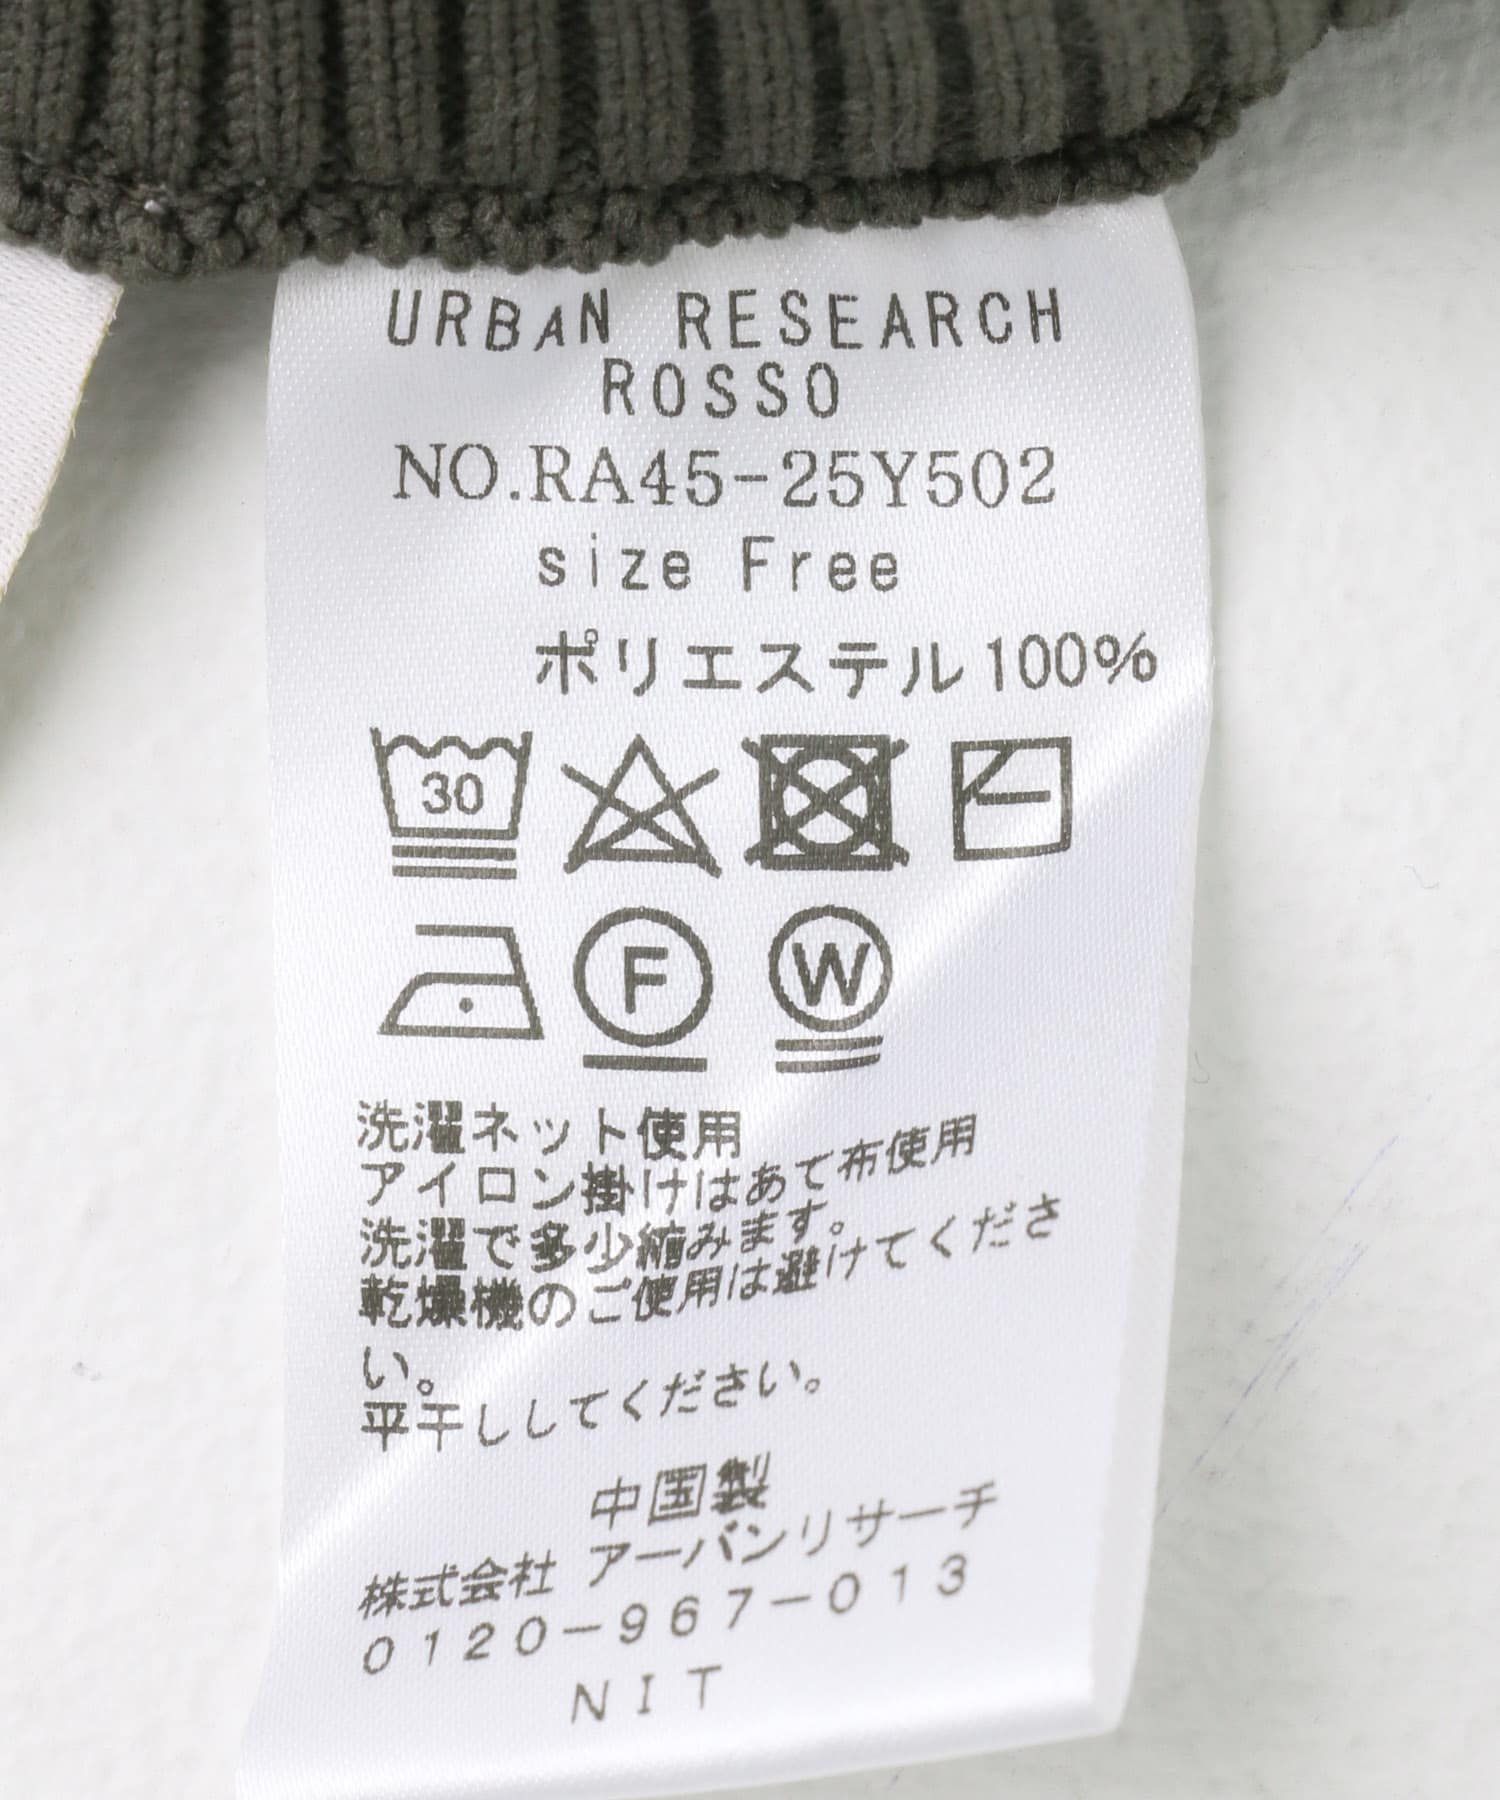 URBAN RESEARCH
ROSSO
NO.RA45-25Y502
size Free
ポリエステル100%
30
F
W
洗濯ネット使用
アイロン掛けはあて布使用
洗濯で多少縮みます。
乾燥機のご使用は避けてくださ
い。
平干ししてください。
中国製
株式会社 アーバンリサーチ
0120-967-013
NIT